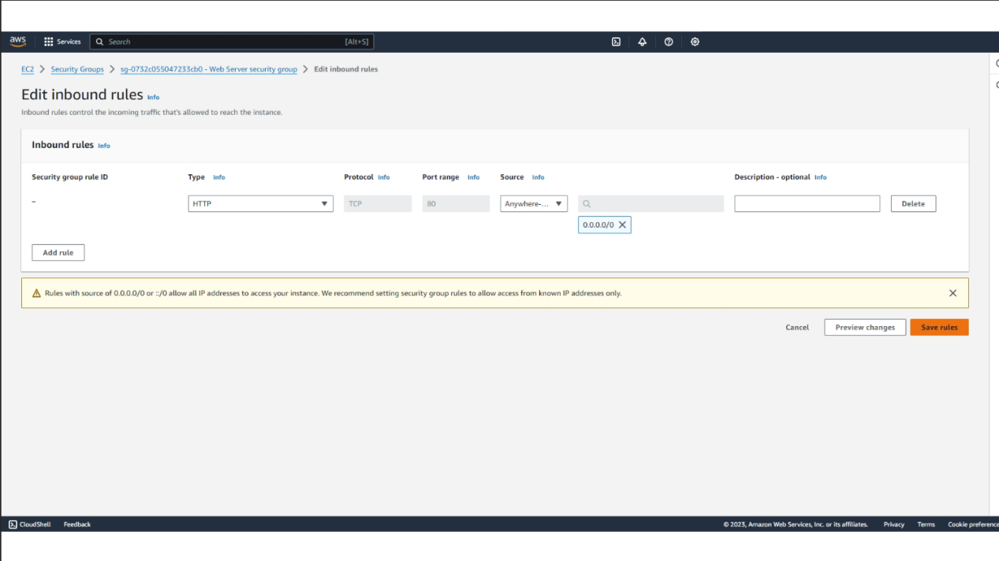 aws Services Search [Alt+S]
EC2 > Security Groups > sg-0732c055047233cb0 - Web Server security group > Edit inbound rules
Edit inbound rules Info
Inbound rules control the incoming traffic that's allowed to reach the instance.
Inbound rules Info
Security group rule ID Type Info Protocol Info Port range Info Source Info Description - optional Info
– HTTP TCP 80 Anywhere-... Delete
0.0.0.0/0
Add rule
Rules with source of 0.0.0.0/0 or ::/0 allow all IP addresses to access your instance. We recommend setting security group rules to allow access from known IP addresses only.
Cancel Preview changes Save rules
CloudShell Feedback © 2023, Amazon Web Services, Inc. or its affiliates. Privacy Terms Cookie preference